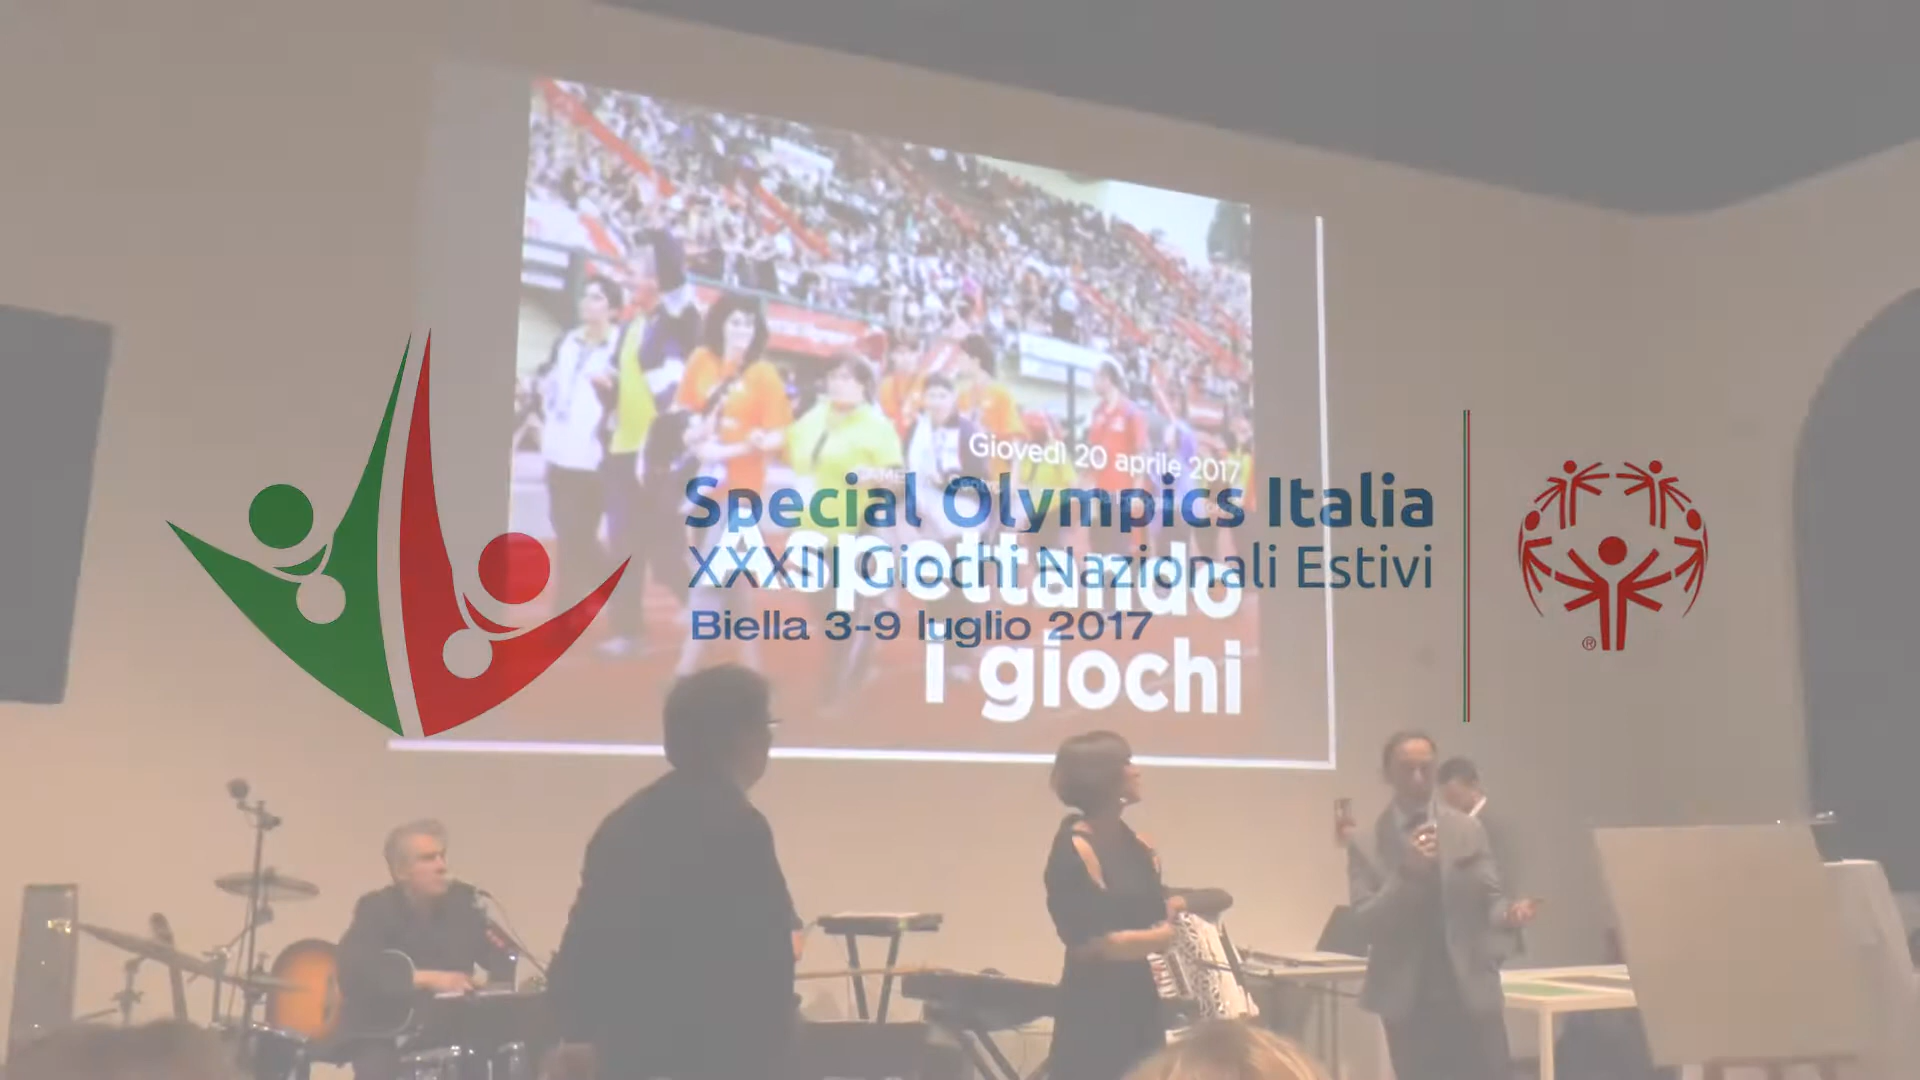 Giovedì 20 aprile 2017
Special Olympics Italia
Aspettando
XXXIII Giochi Nazionali Estivi
Biella 3-9 luglio 2017
i giochi
®